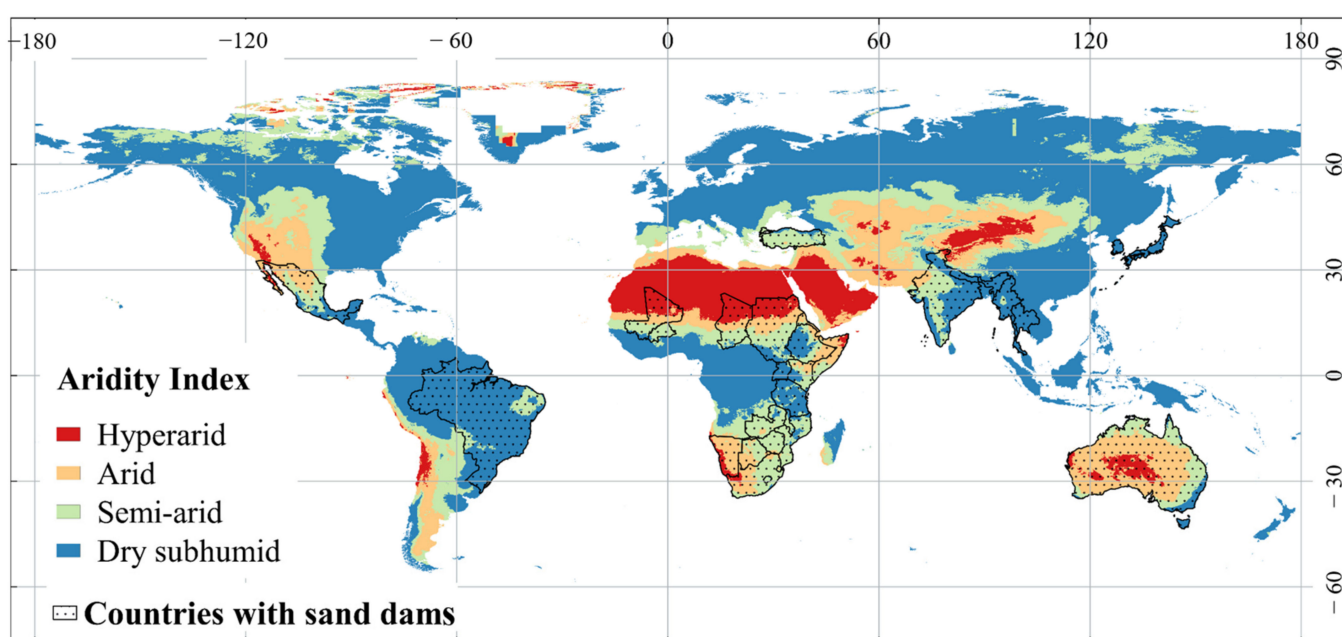 −180 −120 − 60 0 60 120 180
90
60
30
0
− 30
− 60
Aridity Index
Hyperarid
Arid
Semi-arid
Dry subhumid
Countries with sand dams